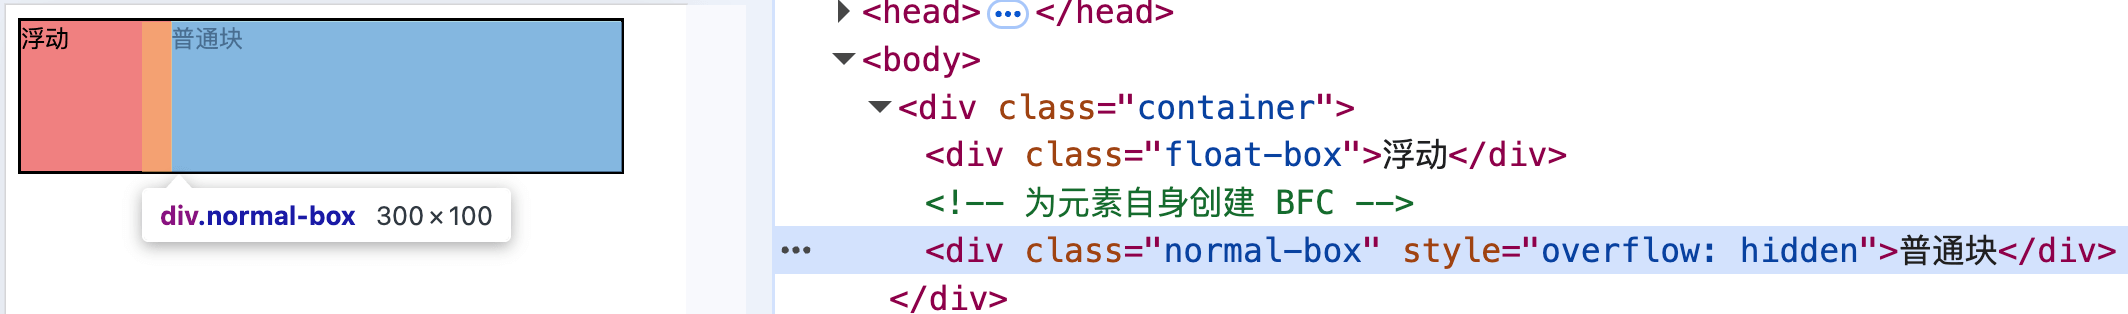 浮动 普通块
div.normal-box 300×100
<head> ••• </head>
<body>
<div class="container">
<div class="float-box">浮动</div>
<!-- 为元素自身创建 BFC -->
••• <div class="normal-box" style="overflow: hidden">普通块</div>
</div>